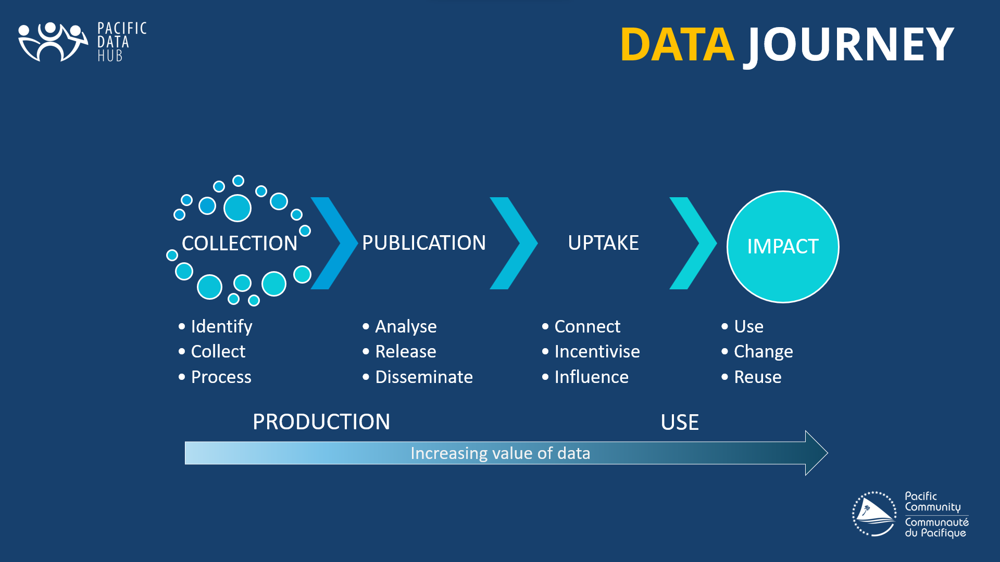 PACIFIC
DATA
HUB
DATA JOURNEY
COLLECTION
PUBLICATION
UPTAKE
IMPACT
• Identify
• Collect
• Process
• Analyse
• Release
• Disseminate
• Connect
• Incentivise
• Influence
• Use
• Change
• Reuse
PRODUCTION
USE
Increasing value of data
Pacific
Community
Communauté
du Pacifique